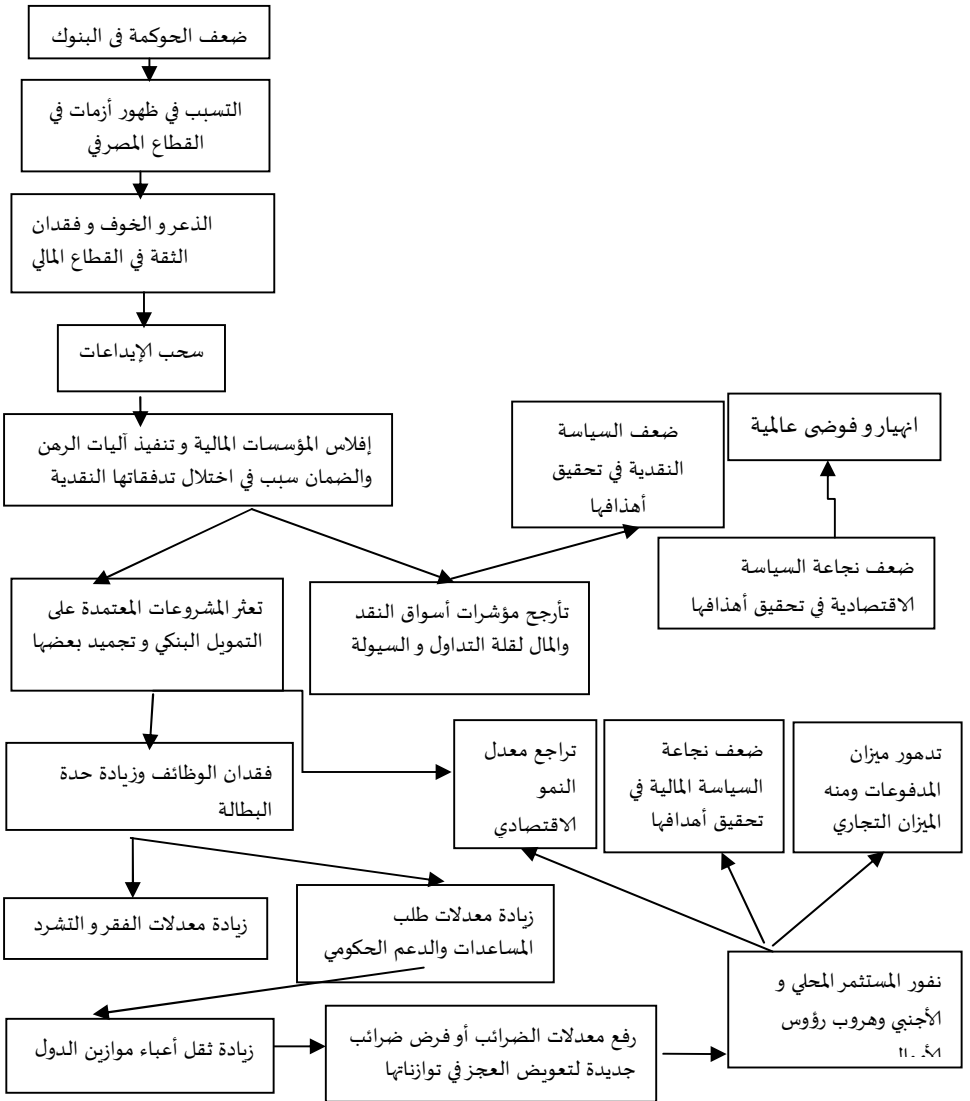 ضعف الحوكمة فى البنوك
التسبب في ظهور أزمات في
القطاع المصرفي
الذعر و الخوف و فقدان
الثقة في القطاع المالي
سحب الإيداعات
إفلاس المؤسسات المالية و تنفيذ آليات الرهن
والضمان سبب في اختلال تدفقاتها النقدية
ضعف السياسة
النقدية في تحقيق
أهذافها
انهيار و فوضى عالمية
ضعف نجاعة السياسة
الاقتصادية في تحقيق أهذافها
تعثر المشروعات المعتمدة على
التمويل البنكي و تجميد بعضها
تأرجح مؤشرات أسواق النقد
والمال لقلة التداول و السيولة
فقدان الوظائف وزيادة حدة
البطالة
تراجع معدل
النمو
الاقتصادي
ضعف نجاعة
السياسة المالية في
تحقيق أهدافها
تدهور ميزان
المدفوعات ومنه
الميزان التجاري
زيادة معدلات الفقر و التشرد
زيادة معدلات طلب
المساعدات والدعم الحكومي
نفور المستثمر المحلي و
الأجنبي وهروب رؤوس
زيادة ثقل أعباء موازين الدول
رفع معدلات الضرائب أو فرض ضرائب
جديدة لتعويض العجز في توازناتها